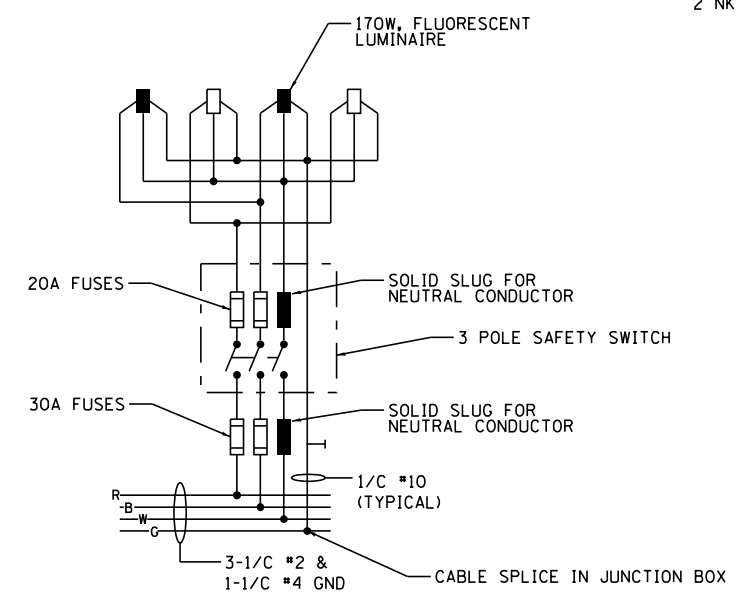 2 NK
170W, FLUORESCENT
LUMINAIRE
20A FUSES
SOLID SLUG FOR
NEUTRAL CONDUCTOR
3 POLE SAFETY SWITCH
30A FUSES
SOLID SLUG FOR
NEUTRAL CONDUCTOR
1/C #10
(TYPICAL)
R
B
W
G
3-1/C #2 &
1-1/C #4 GND
CABLE SPLICE IN JUNCTION BOX